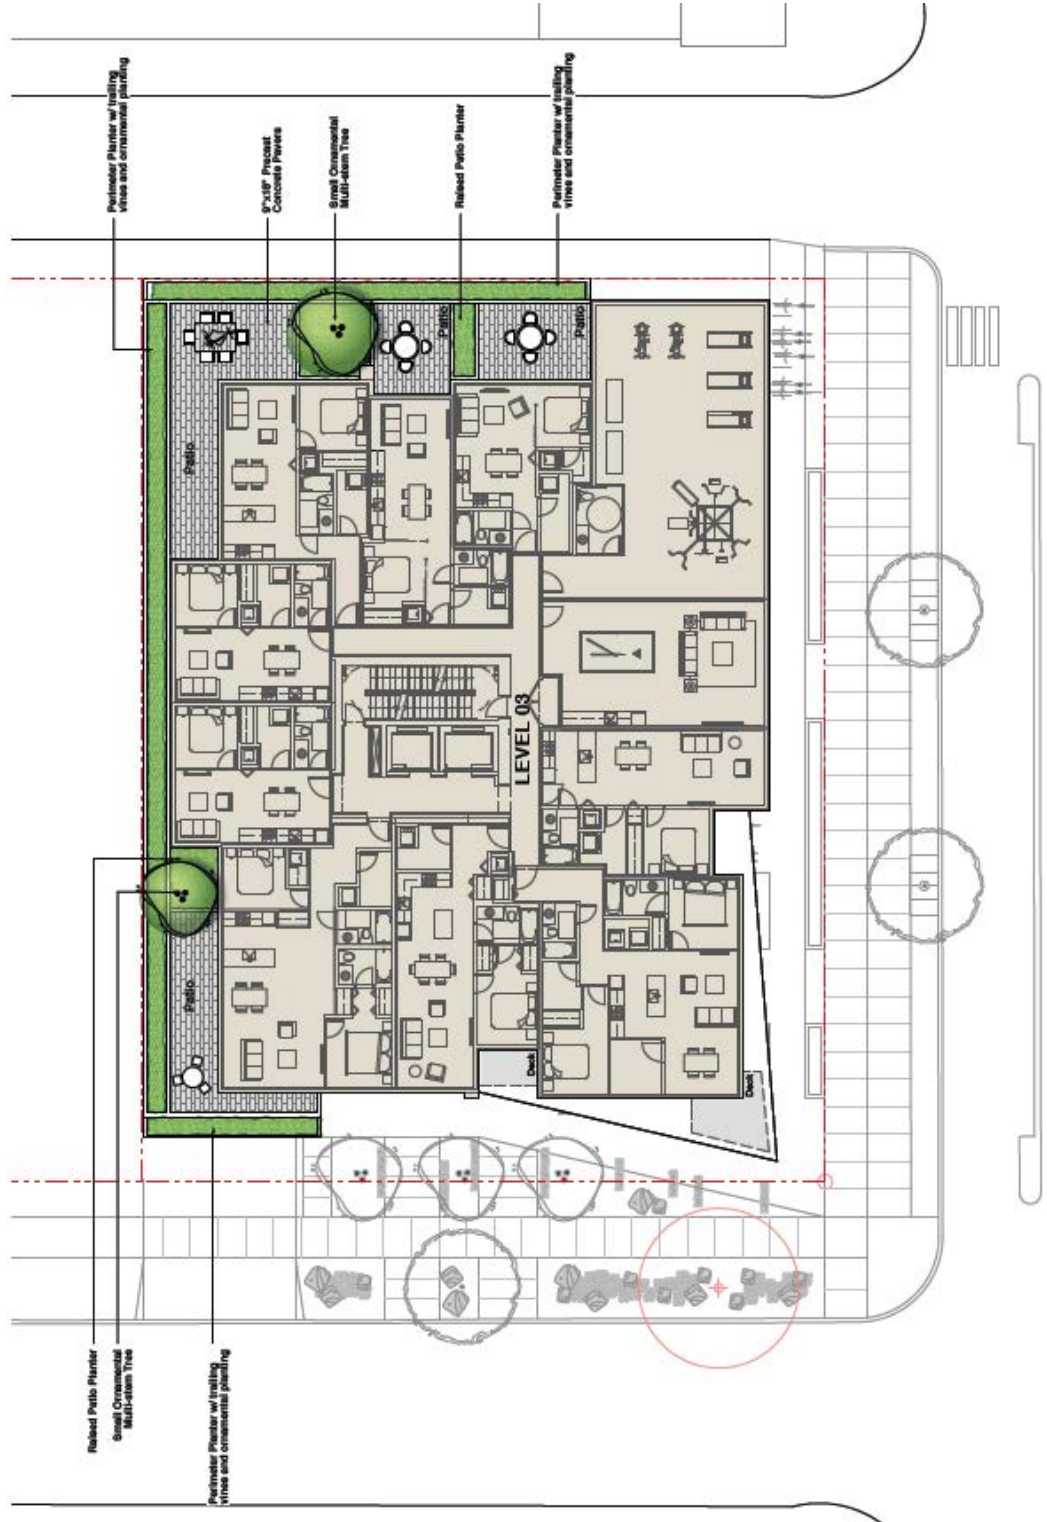 Perimeter Planter w/ trailing
vines and ornamental planting
9"x18" Precast
Concrete Pavers
Small Ornamental
Multi-stem Tree
Raised Patio Planter
Perimeter Planter w/ trailing
vines and ornamental planting
Patio
Patio
Patio
LEVEL 03
Patio
Deck
Deck
Raised Patio Planter
Small Ornamental
Multi-stem Tree
Perimeter Planter w/ trailing
vines and ornamental planting